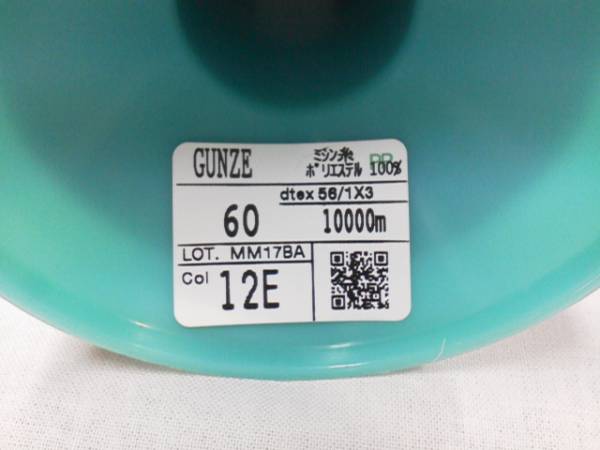 GUNZE
ミシン糸
ポリエステル 100%
PP
dtex 56/1X3
60
10000m
LOT. MM17BA
Col 12E